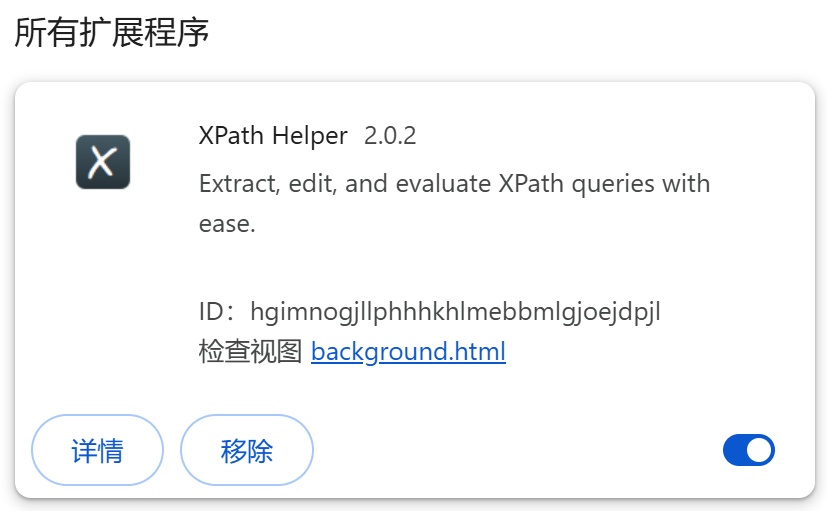 所有扩展程序
XPath Helper 2.0.2
Extract, edit, and evaluate XPath queries with
ease.
ID：hgimnogjllphhhkhlmebbmlgjoejdpjl
检查视图 background.html
详情 移除